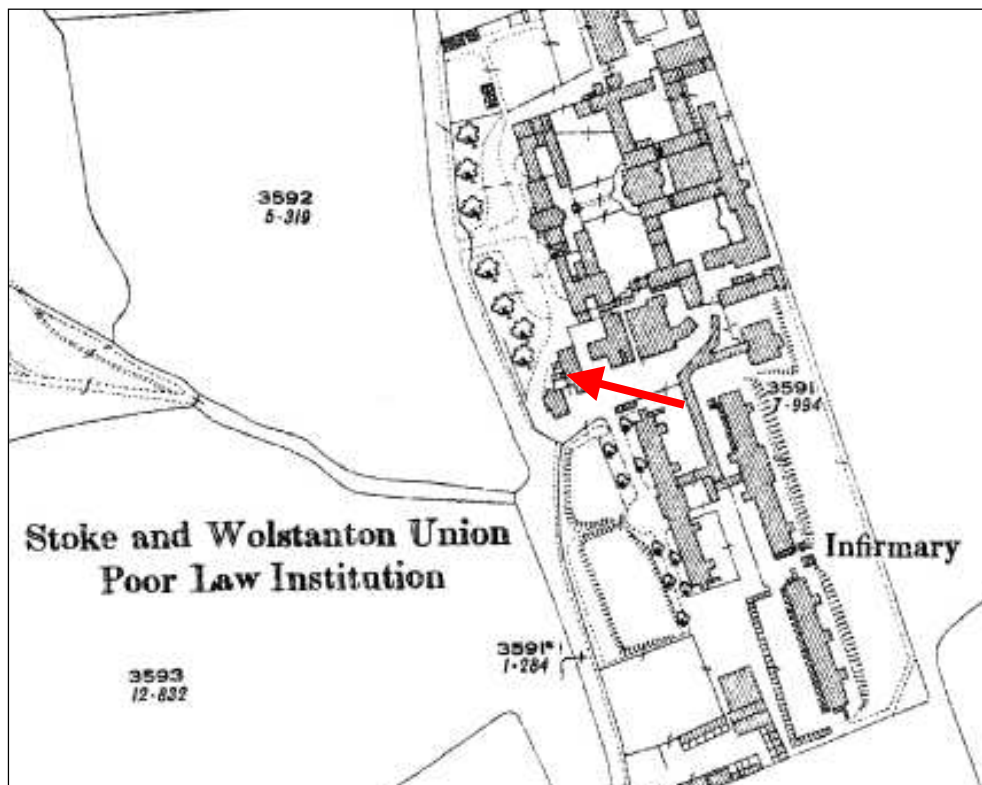 3592
5·319
3591
7·994
Stoke and Wolstanton Union
Poor Law Institution
Infirmary
3591ª
1·284
3593
12·832